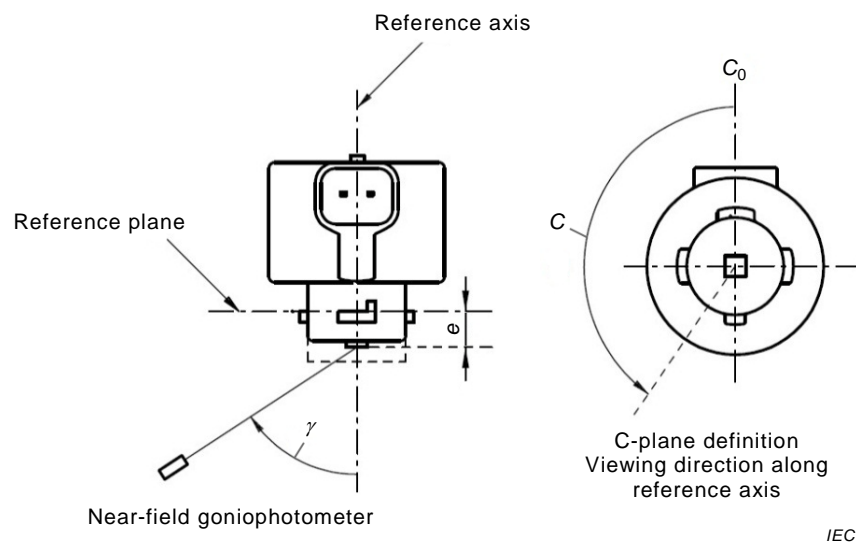 Reference axis
C0
Reference plane
C
e
γ
C-plane definition
Viewing direction along
reference axis
Near-field goniophotometer
IEC